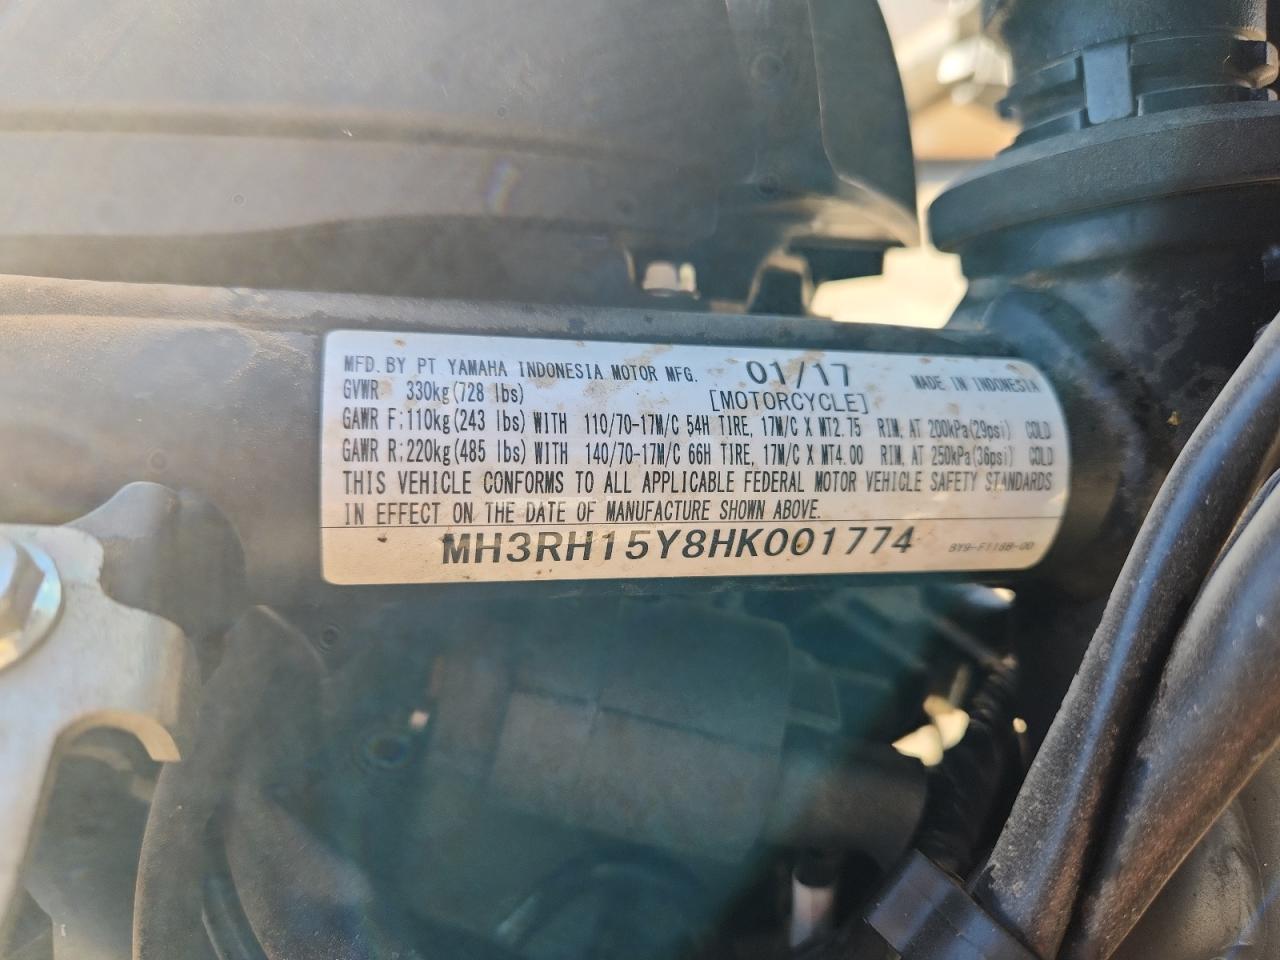 MFD. BY PT YAMAHA INDONESIA MOTOR MFG. 01/17 MADE IN INDONESIA
GVWR 330kg(728 lbs) [MOTORCYCLE]
GAWR F:110kg(243 lbs) WITH 110/70-17M/C 54H TIRE, 17M/C X MT2.75 RIM, AT 200kPa(29psi) COLD
GAWR R:220kg(485 lbs) WITH 140/70-17M/C 66H TIRE, 17M/C X MT4.00 RIM, AT 250kPa(36psi) COLD
THIS VEHICLE CONFORMS TO ALL APPLICABLE FEDERAL MOTOR VEHICLE SAFETY STANDARDS
IN EFFECT ON THE DATE OF MANUFACTURE SHOWN ABOVE.
MH3RH15Y8HK001774 BY9-F118B-00